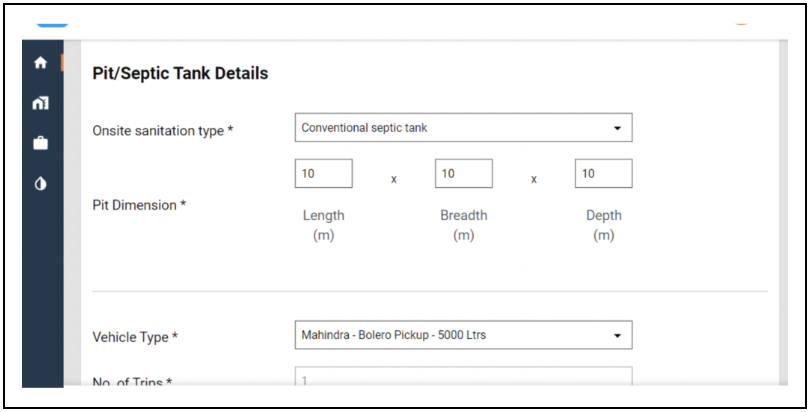 Pit/Septic Tank Details
Onsite sanitation type * Conventional septic tank
10 x 10 x 10
Pit Dimension *
Length Breadth Depth
(m) (m) (m)
Vehicle Type * Mahindra - Bolero Pickup - 5000 Ltrs
No. of Trips * 1